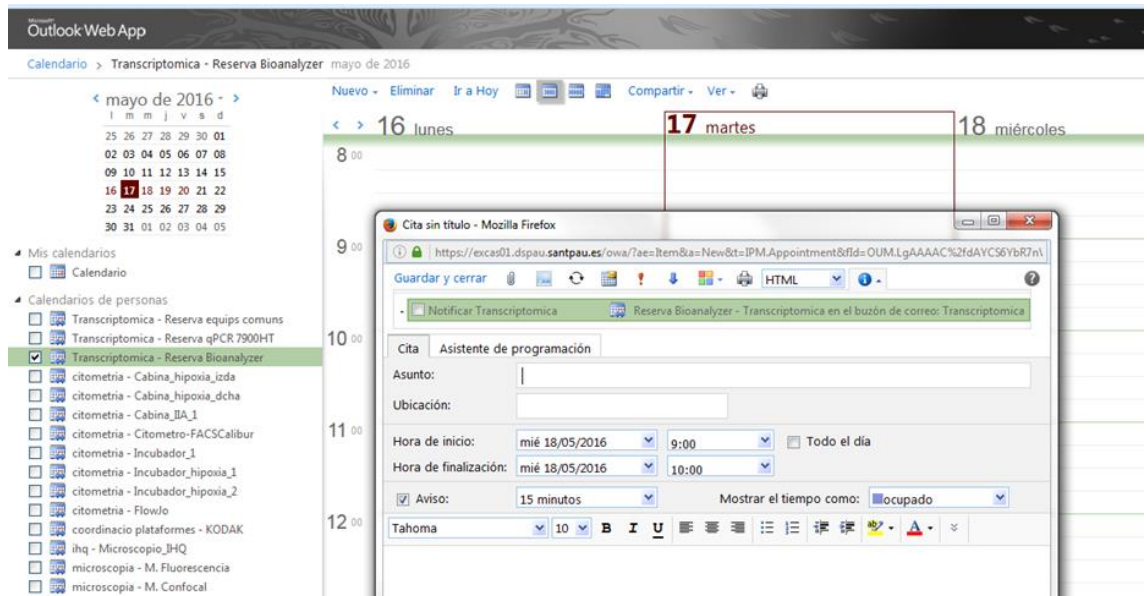 Microsoft
Outlook Web App
Calendario > Transcriptomica - Reserva Bioanalyzer mayo de 2016
mayo de 2016
l m m j v s d
25 26 27 28 29 30 01
02 03 04 05 06 07 08
09 10 11 12 13 14 15
16 17 18 19 20 21 22
23 24 25 26 27 28 29
30 31 01 02 03 04 05
Mis calendarios
Calendario
Calendarios de personas
Transcriptomica - Reserva equips comuns
Transcriptomica - Reserva qPCR 7900HT
Transcriptomica - Reserva Bioanalyzer
citometria - Cabina_hipoxia_izda
citometria - Cabina_hipoxia_dcha
citometria - Cabina_IIA_1
citometria - Citometro-FACSCalibur
citometria - Incubador_1
citometria - Incubador_hipoxia_1
citometria - Incubador_hipoxia_2
citometria - FlowJo
coordinacio plataformes - KODAK
ihq - Microscopio_IHQ
microscopia - M. Fluorescencia
microscopia - M. Confocal
Nuevo Eliminar Ir a Hoy Compartir Ver
16 lunes 17 martes 18 miércoles
8 00
9 00
10 00
11 00
12 00
Cita sin título - Mozilla Firefox
https://excas01.dspau.santpau.es/owa/?ae=Item&a=New&t=IPM.Appointment&fId=OUM.LgAAAAC%2fdAYCS6YbR7n\
Guardar y cerrar HTML
Notificar Transcriptomica Reserva Bioanalyzer - Transcriptomica en el buzón de correo: Transcriptomica
Cita Asistente de programación
Asunto:
Ubicación:
Hora de inicio: mié 18/05/2016 9:00 Todo el día
Hora de finalización: mié 18/05/2016 10:00
Aviso: 15 minutos Mostrar el tiempo como: ocupado
Tahoma 10 B I U A